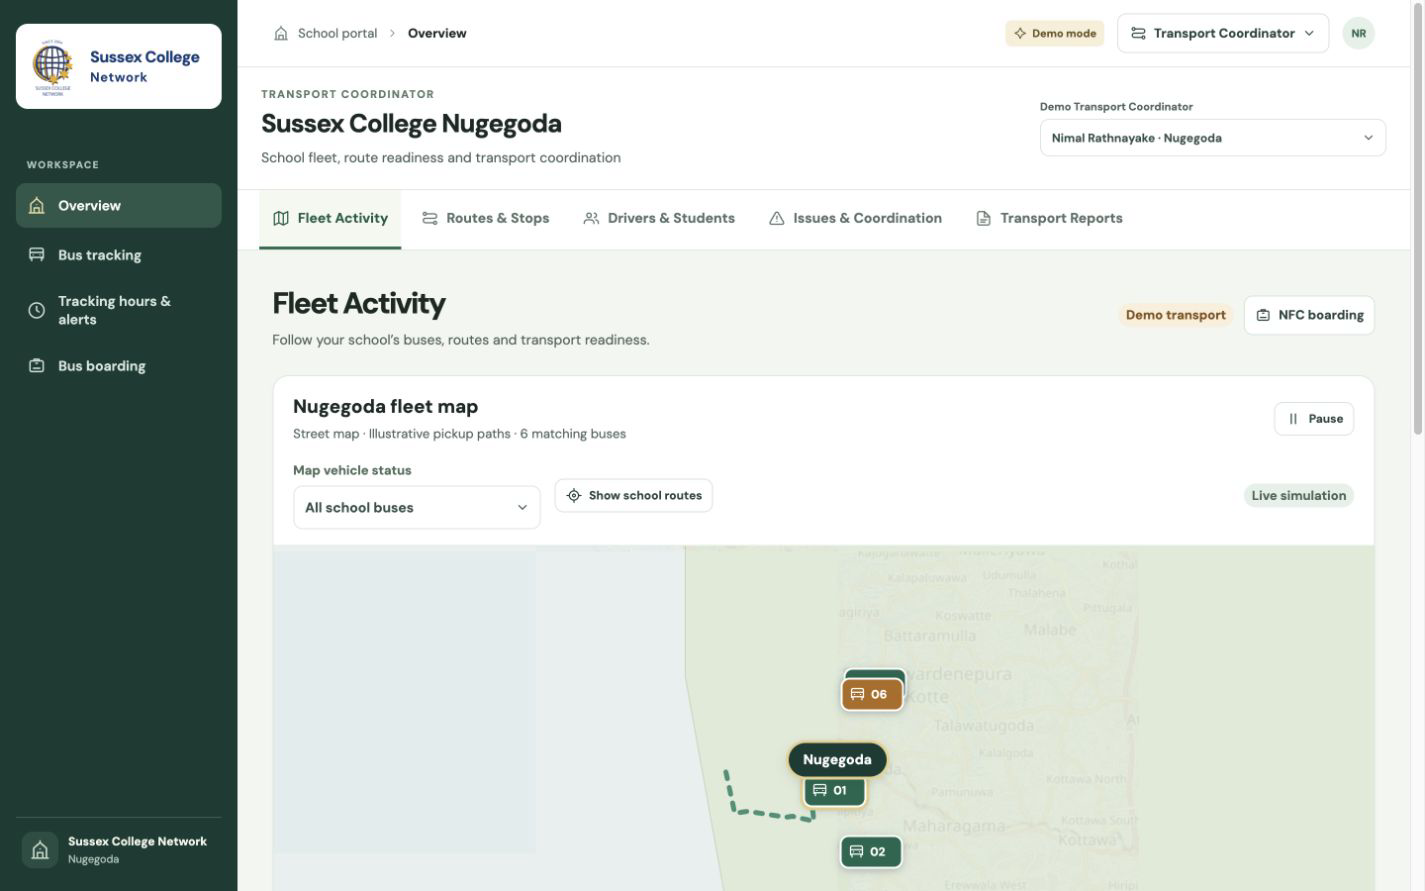 Sussex College
Network
WORKSPACE
Overview
Bus tracking
Tracking hours &
alerts
Bus boarding
Sussex College Network
Nugegoda
School portal
Overview
Demo mode
Transport Coordinator
NR
TRANSPORT COORDINATOR
Sussex College Nugegoda
School fleet, route readiness and transport coordination
Demo Transport Coordinator
Nimal Rathnayake · Nugegoda
Fleet Activity
Routes & Stops
Drivers & Students
Issues & Coordination
Transport Reports
Fleet Activity
Follow your school's buses, routes and transport readiness.
Demo transport
NFC boarding
Nugegoda fleet map
Street map · Illustrative pickup paths · 6 matching buses
Pause
Map vehicle status
All school buses
Show school routes
Live simulation
Kalapaluwawa
Udumulla
Thalahena
Koswatte
Pittugala
Battaramulla
Malabe
Kotte
06
Talawatugoda
Nugegoda
Kalalgoda
Kottawa North
01
Pamunuwa
Maharagama
Kottawa
02
Erewwala West